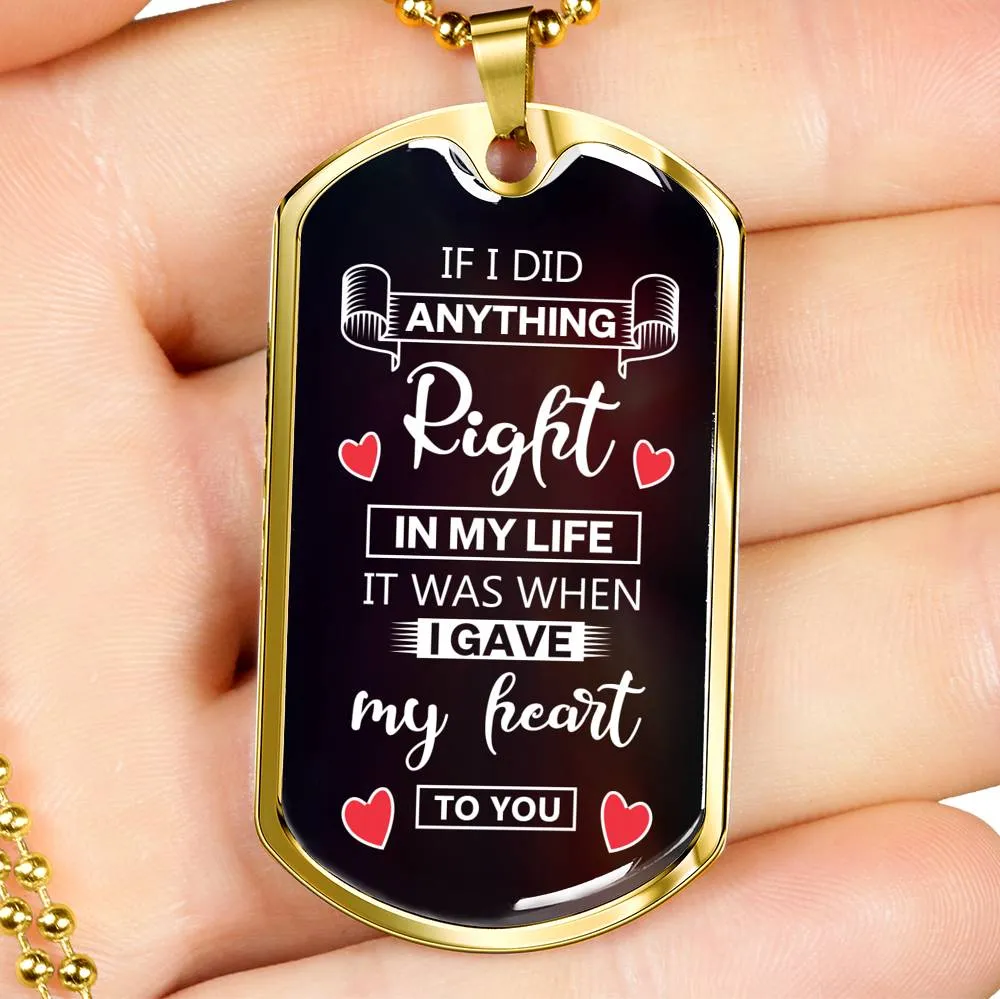 IF I DID
ANYTHING
Right
IN MY LIFE
IT WAS WHEN
I GAVE
my heart
TO YOU